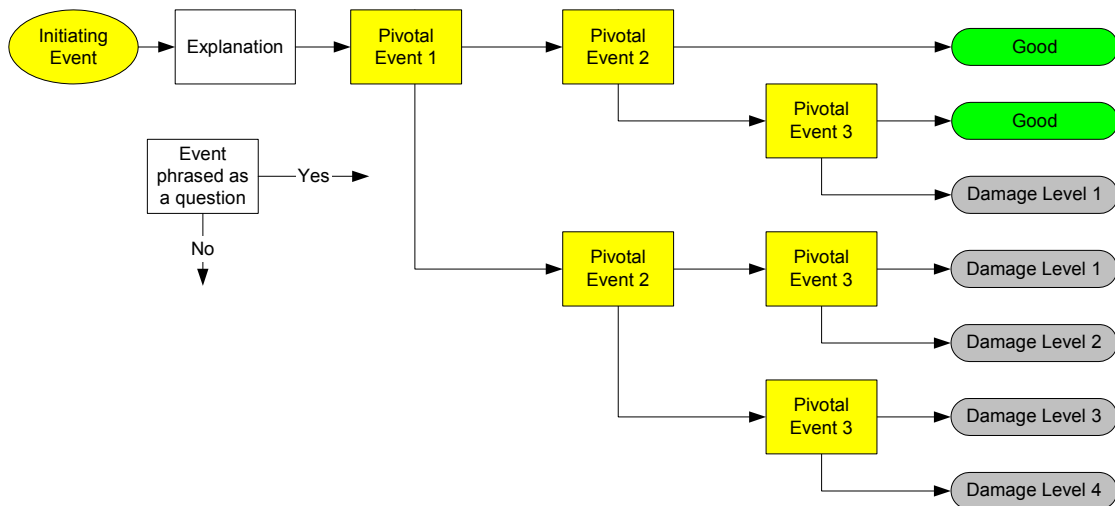 Initiating
Event
Explanation
Pivotal
Event 1
Pivotal
Event 2
Good
Pivotal
Event 3
Good
Event
phrased as
a question
Yes
No
Damage Level 1
Pivotal
Event 2
Pivotal
Event 3
Damage Level 1
Damage Level 2
Pivotal
Event 3
Damage Level 3
Damage Level 4